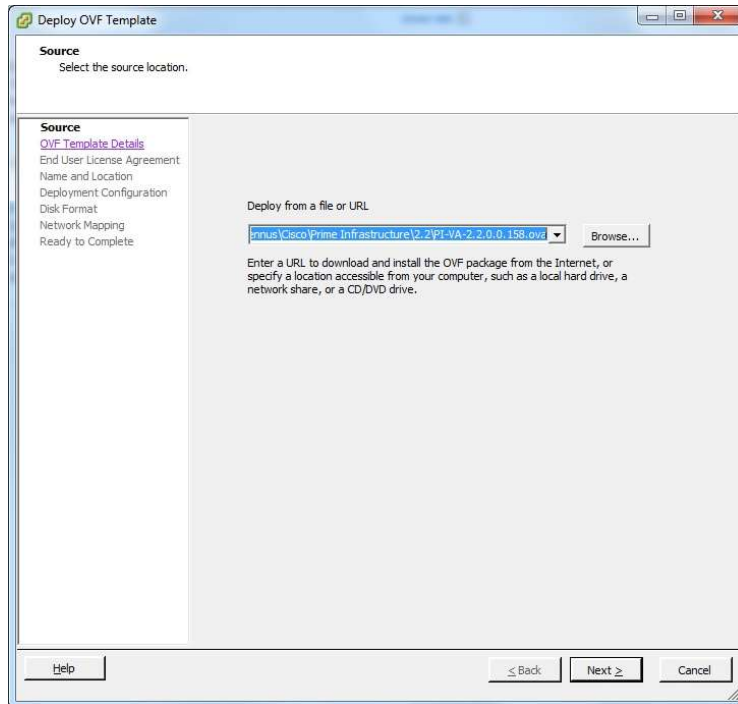 Deploy OVF Template
Source
Select the source location.
Source
OVF Template Details
End User License Agreement
Name and Location
Deployment Configuration
Disk Format
Network Mapping
Ready to Complete
Deploy from a file or URL
ennus\Cisco\Prime Infrastructure\2.2\PI-VA-2.2.0.0.158.ova
Browse...
Enter a URL to download and install the OVF package from the Internet, or
specify a location accessible from your computer, such as a local hard drive, a
network share, or a CD/DVD drive.
Help
≤ Back
Next ≥
Cancel